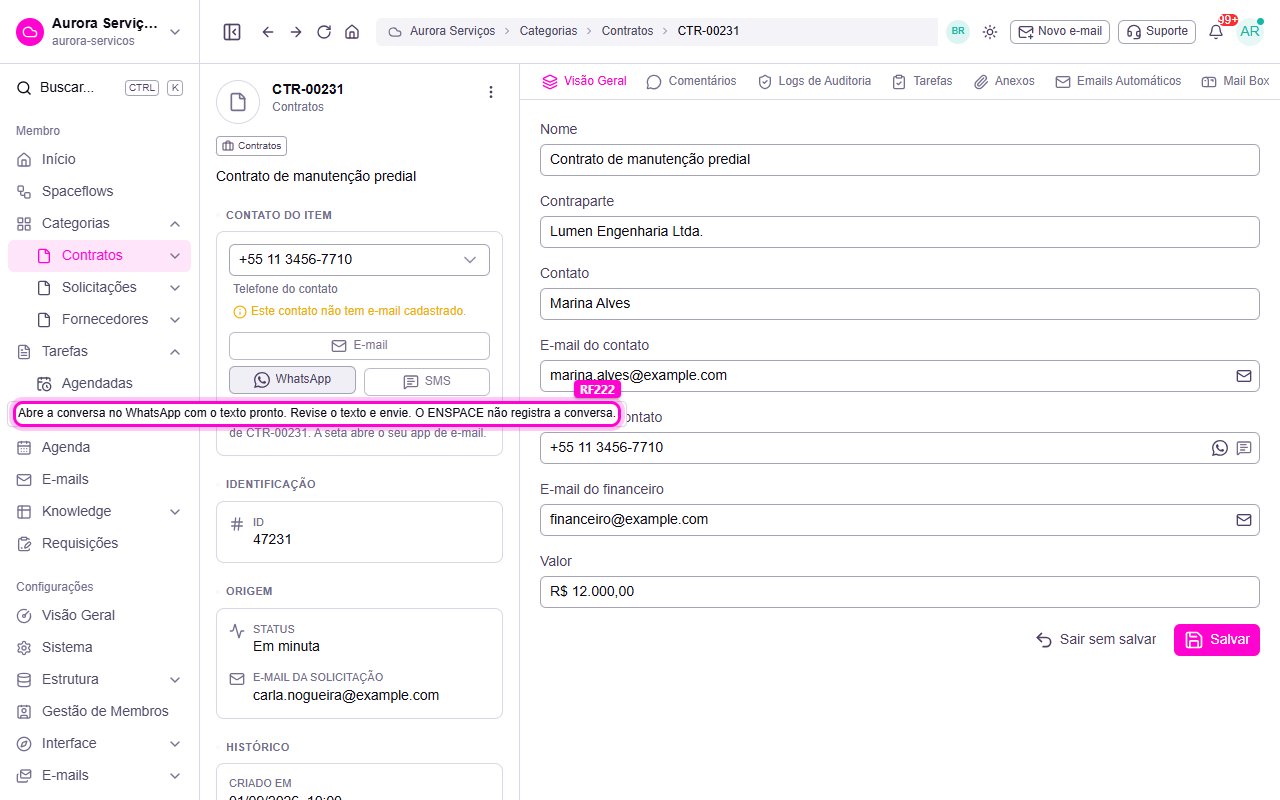 Aurora Serviç...
aurora-servicos
Aurora Serviços
Categorias
Contratos
CTR-00231
BR
Novo e-mail
Suporte
99+
AR
Buscar...
CTRL
K
Membro
Início
Spaceflows
Categorias
Contratos
Solicitações
Fornecedores
Tarefas
Agendadas
Agenda
E-mails
Knowledge
Requisições
Configurações
Visão Geral
Sistema
Estrutura
Gestão de Membros
Interface
E-mails
CTR-00231
Contratos
Contratos
Contrato de manutenção predial
CONTATO DO ITEM
+55 11 3456-7710
Telefone do contato
Este contato não tem e-mail cadastrado.
E-mail
WhatsApp
SMS
RF222
Abre a conversa no WhatsApp com o texto pronto. Revise o texto e envie. O ENSPACE não registra a conversa.
de CTR-00231. A seta abre o seu app de e-mail.
IDENTIFICAÇÃO
ID
47231
ORIGEM
STATUS
Em minuta
E-MAIL DA SOLICITAÇÃO
carla.nogueira@example.com
HISTÓRICO
CRIADO EM
Visão Geral
Comentários
Logs de Auditoria
Tarefas
Anexos
Emails Automáticos
Mail Box
Nome
Contrato de manutenção predial
Contraparte
Lumen Engenharia Ltda.
Contato
Marina Alves
E-mail do contato
marina.alves@example.com
ontato
+55 11 3456-7710
E-mail do financeiro
financeiro@example.com
Valor
R$ 12.000,00
Sair sem salvar
Salvar